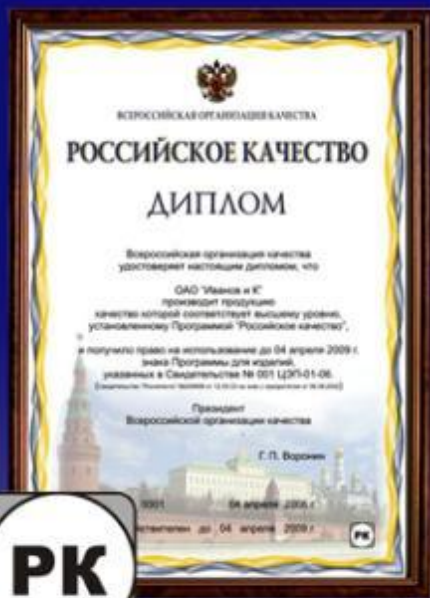 ВСЕРОССИЙСКАЯ ОРГАНИЗАЦИЯ КАЧЕСТВА
РОССИЙСКОЕ КАЧЕСТВО
ДИПЛОМ
Всероссийская организация качества
удостоверяет настоящим дипломом, что
ОАО "Иванов и К"
производит продукцию
качество которой соответствует высшему уровню,
установленному Программой "Российское качество",
и получило право на использование до 04 апреля 2009 г.
знака Программы для изделий,
указанных в Свидетельстве № 001 ЦЭП-01-06.
Президент
Всероссийской организации качества
Г. П. Воронин
0001 04 апреля
до 04 апреля 2009 г.
РК
РК